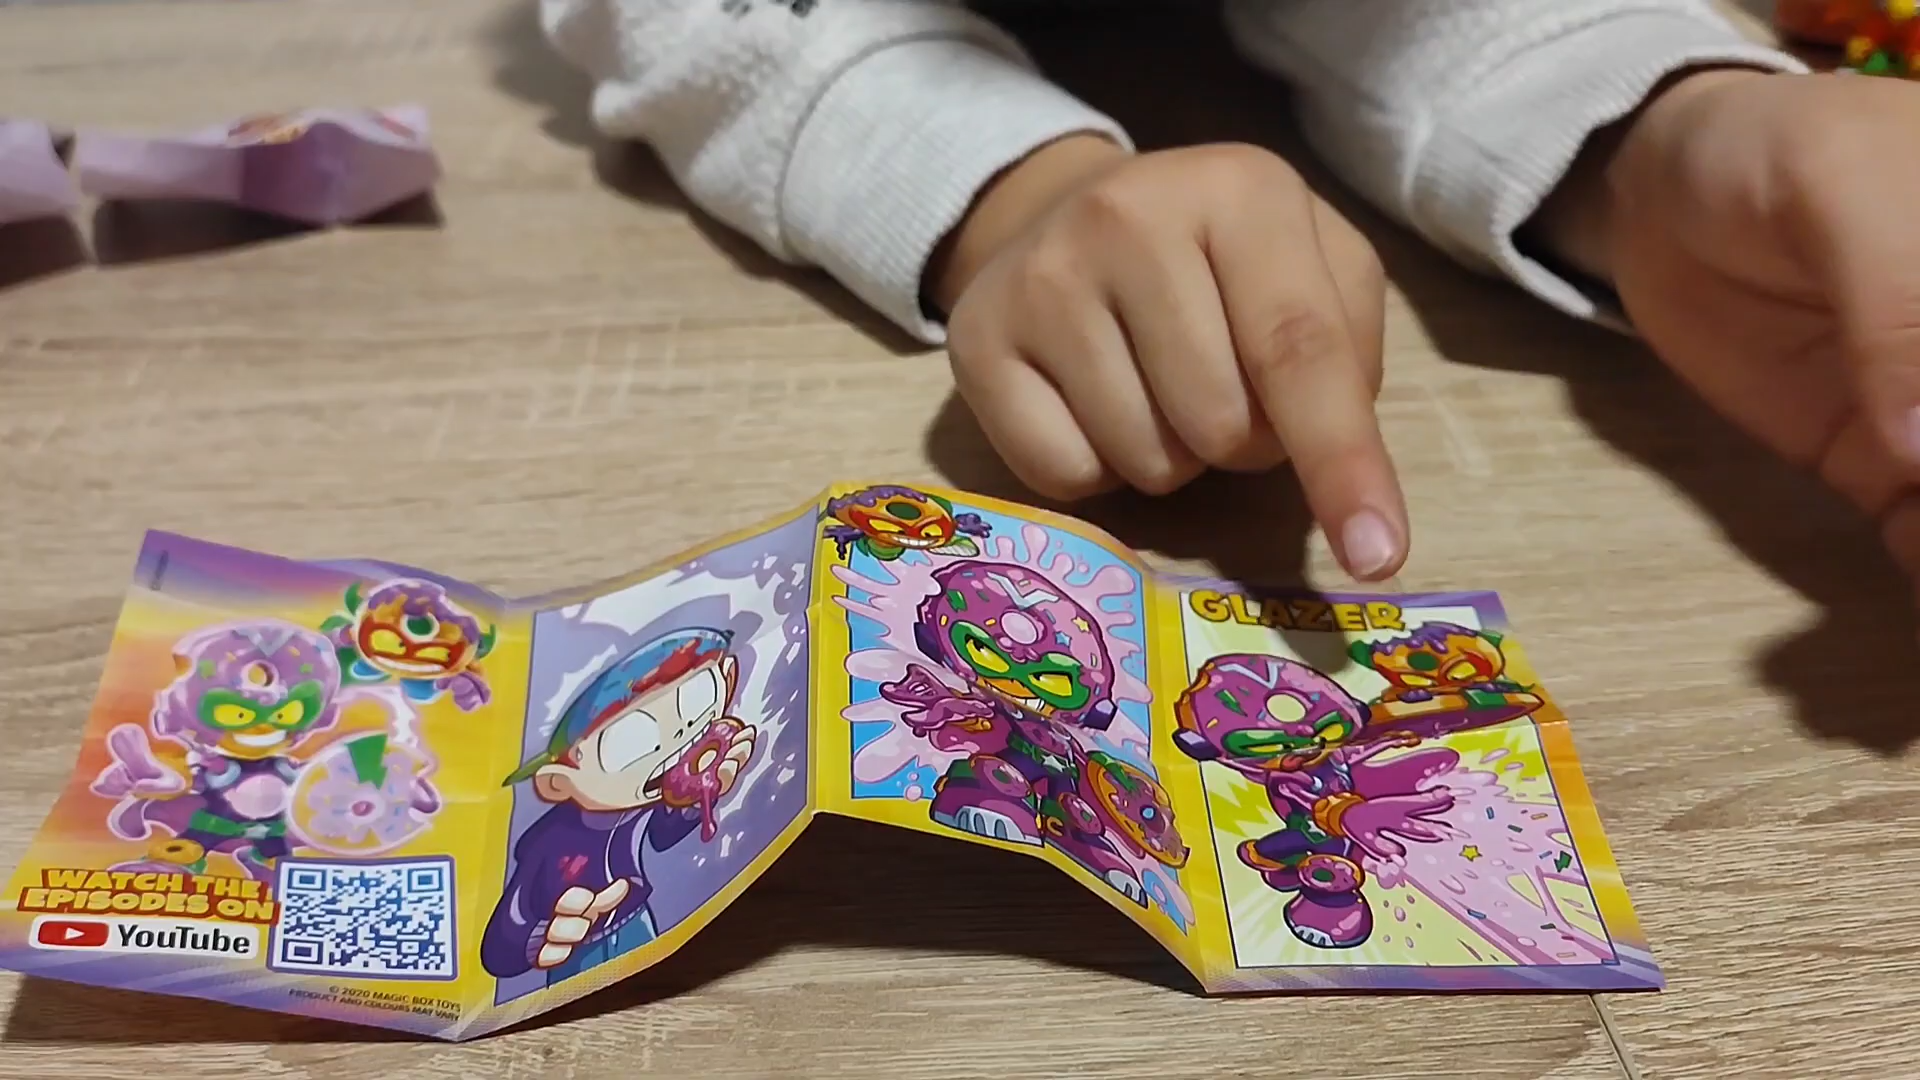 GLAZER
WATCH THE
EPISODES ON
YouTube
© 2020 MAGIC BOX TOYS
PRODUCT AND COLOURS MAY VARY